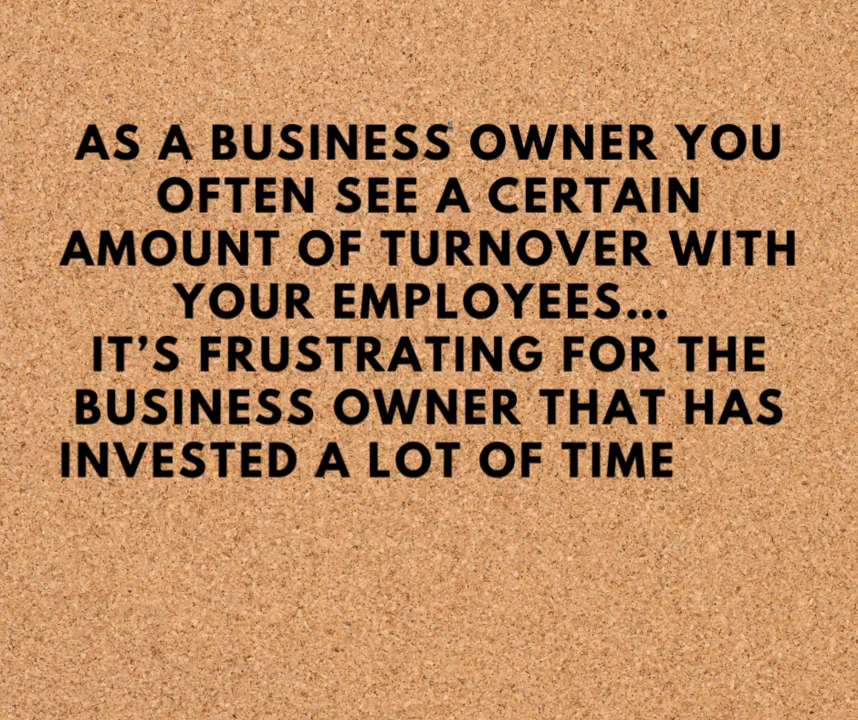 AS A BUSINESS OWNER YOU
OFTEN SEE A CERTAIN
AMOUNT OF TURNOVER WITH
YOUR EMPLOYEES...
IT’S FRUSTRATING FOR THE
BUSINESS OWNER THAT HAS
INVESTED A LOT OF TIME